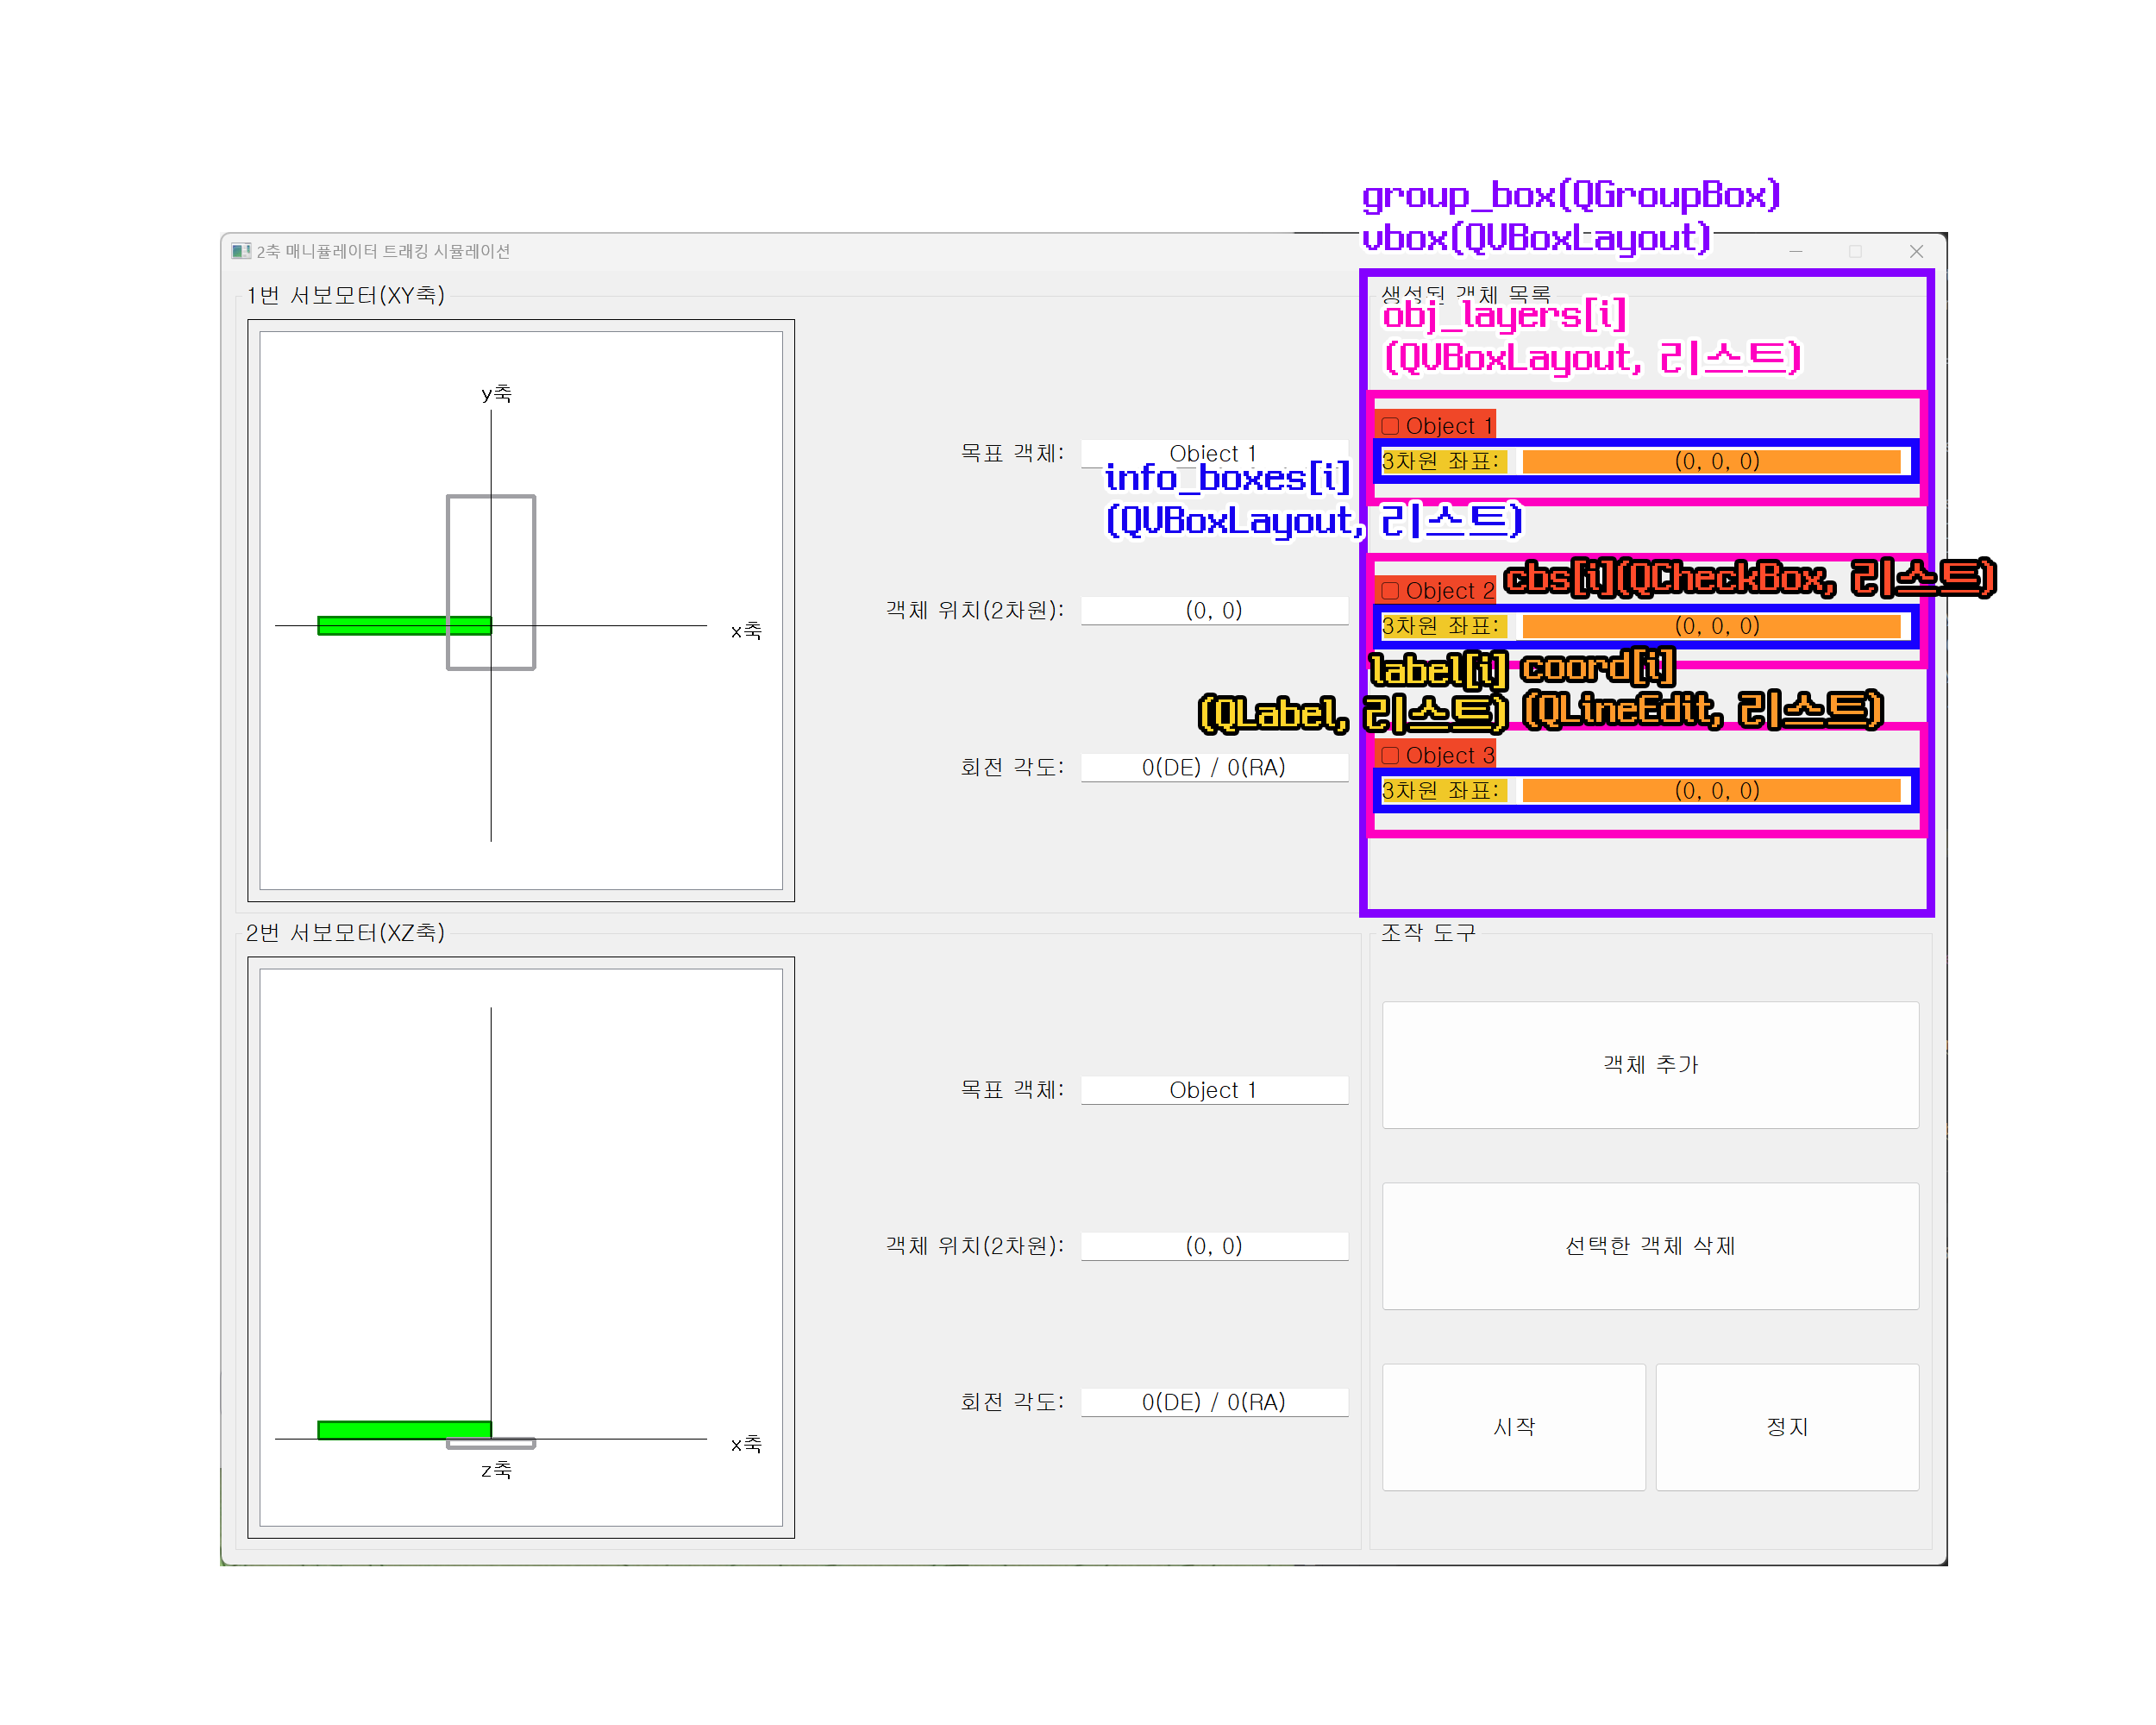 group_box(QGroupBox)
vbox(QVBoxLayout)
2축 매니퓰레이터 트래킹 시뮬레이션
1번 서보모터(XY축)
생성된 객체 목록
obj_layers[i]
(QVBoxLayout, 리스트)
y축
x축
목표 객체:
Object 1
객체 위치(2차원):
(0, 0)
회전 각도:
0(DE) / 0(RA)
info_boxes[i]
(QVBoxLayout, 리스트)
Object 1
3차원 좌표:
(0, 0, 0)
Object 2
cbs[i](QCheckBox, 리스트)
3차원 좌표:
(0, 0, 0)
label[i]
(QLabel, 리스트)
coord[i]
(QLineEdit, 리스트)
Object 3
3차원 좌표:
(0, 0, 0)
2번 서보모터(XZ축)
x축
z축
목표 객체:
Object 1
객체 위치(2차원):
(0, 0)
회전 각도:
0(DE) / 0(RA)
조작 도구
객체 추가
선택한 객체 삭제
시작
정지